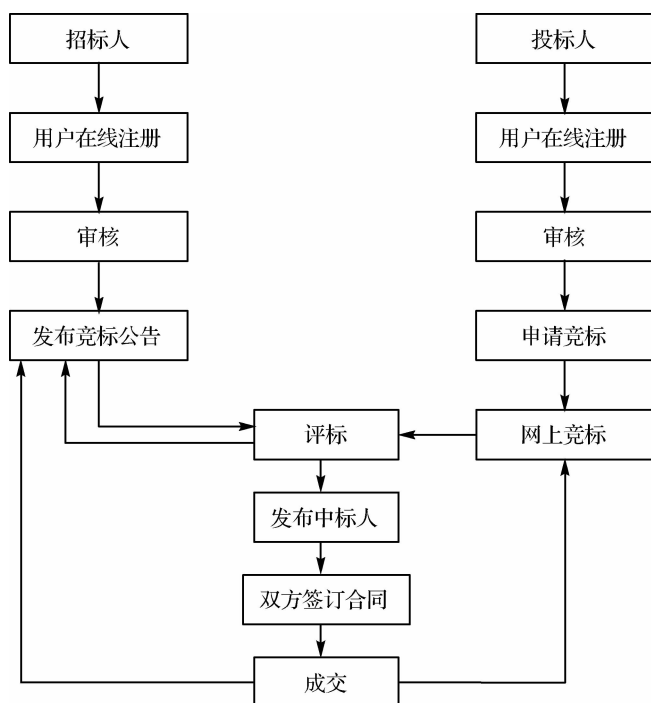 招标人
投标人
用户在线注册
用户在线注册
审核
审核
发布竞标公告
申请竞标
评标
网上竞标
发布中标人
双方签订合同
成交